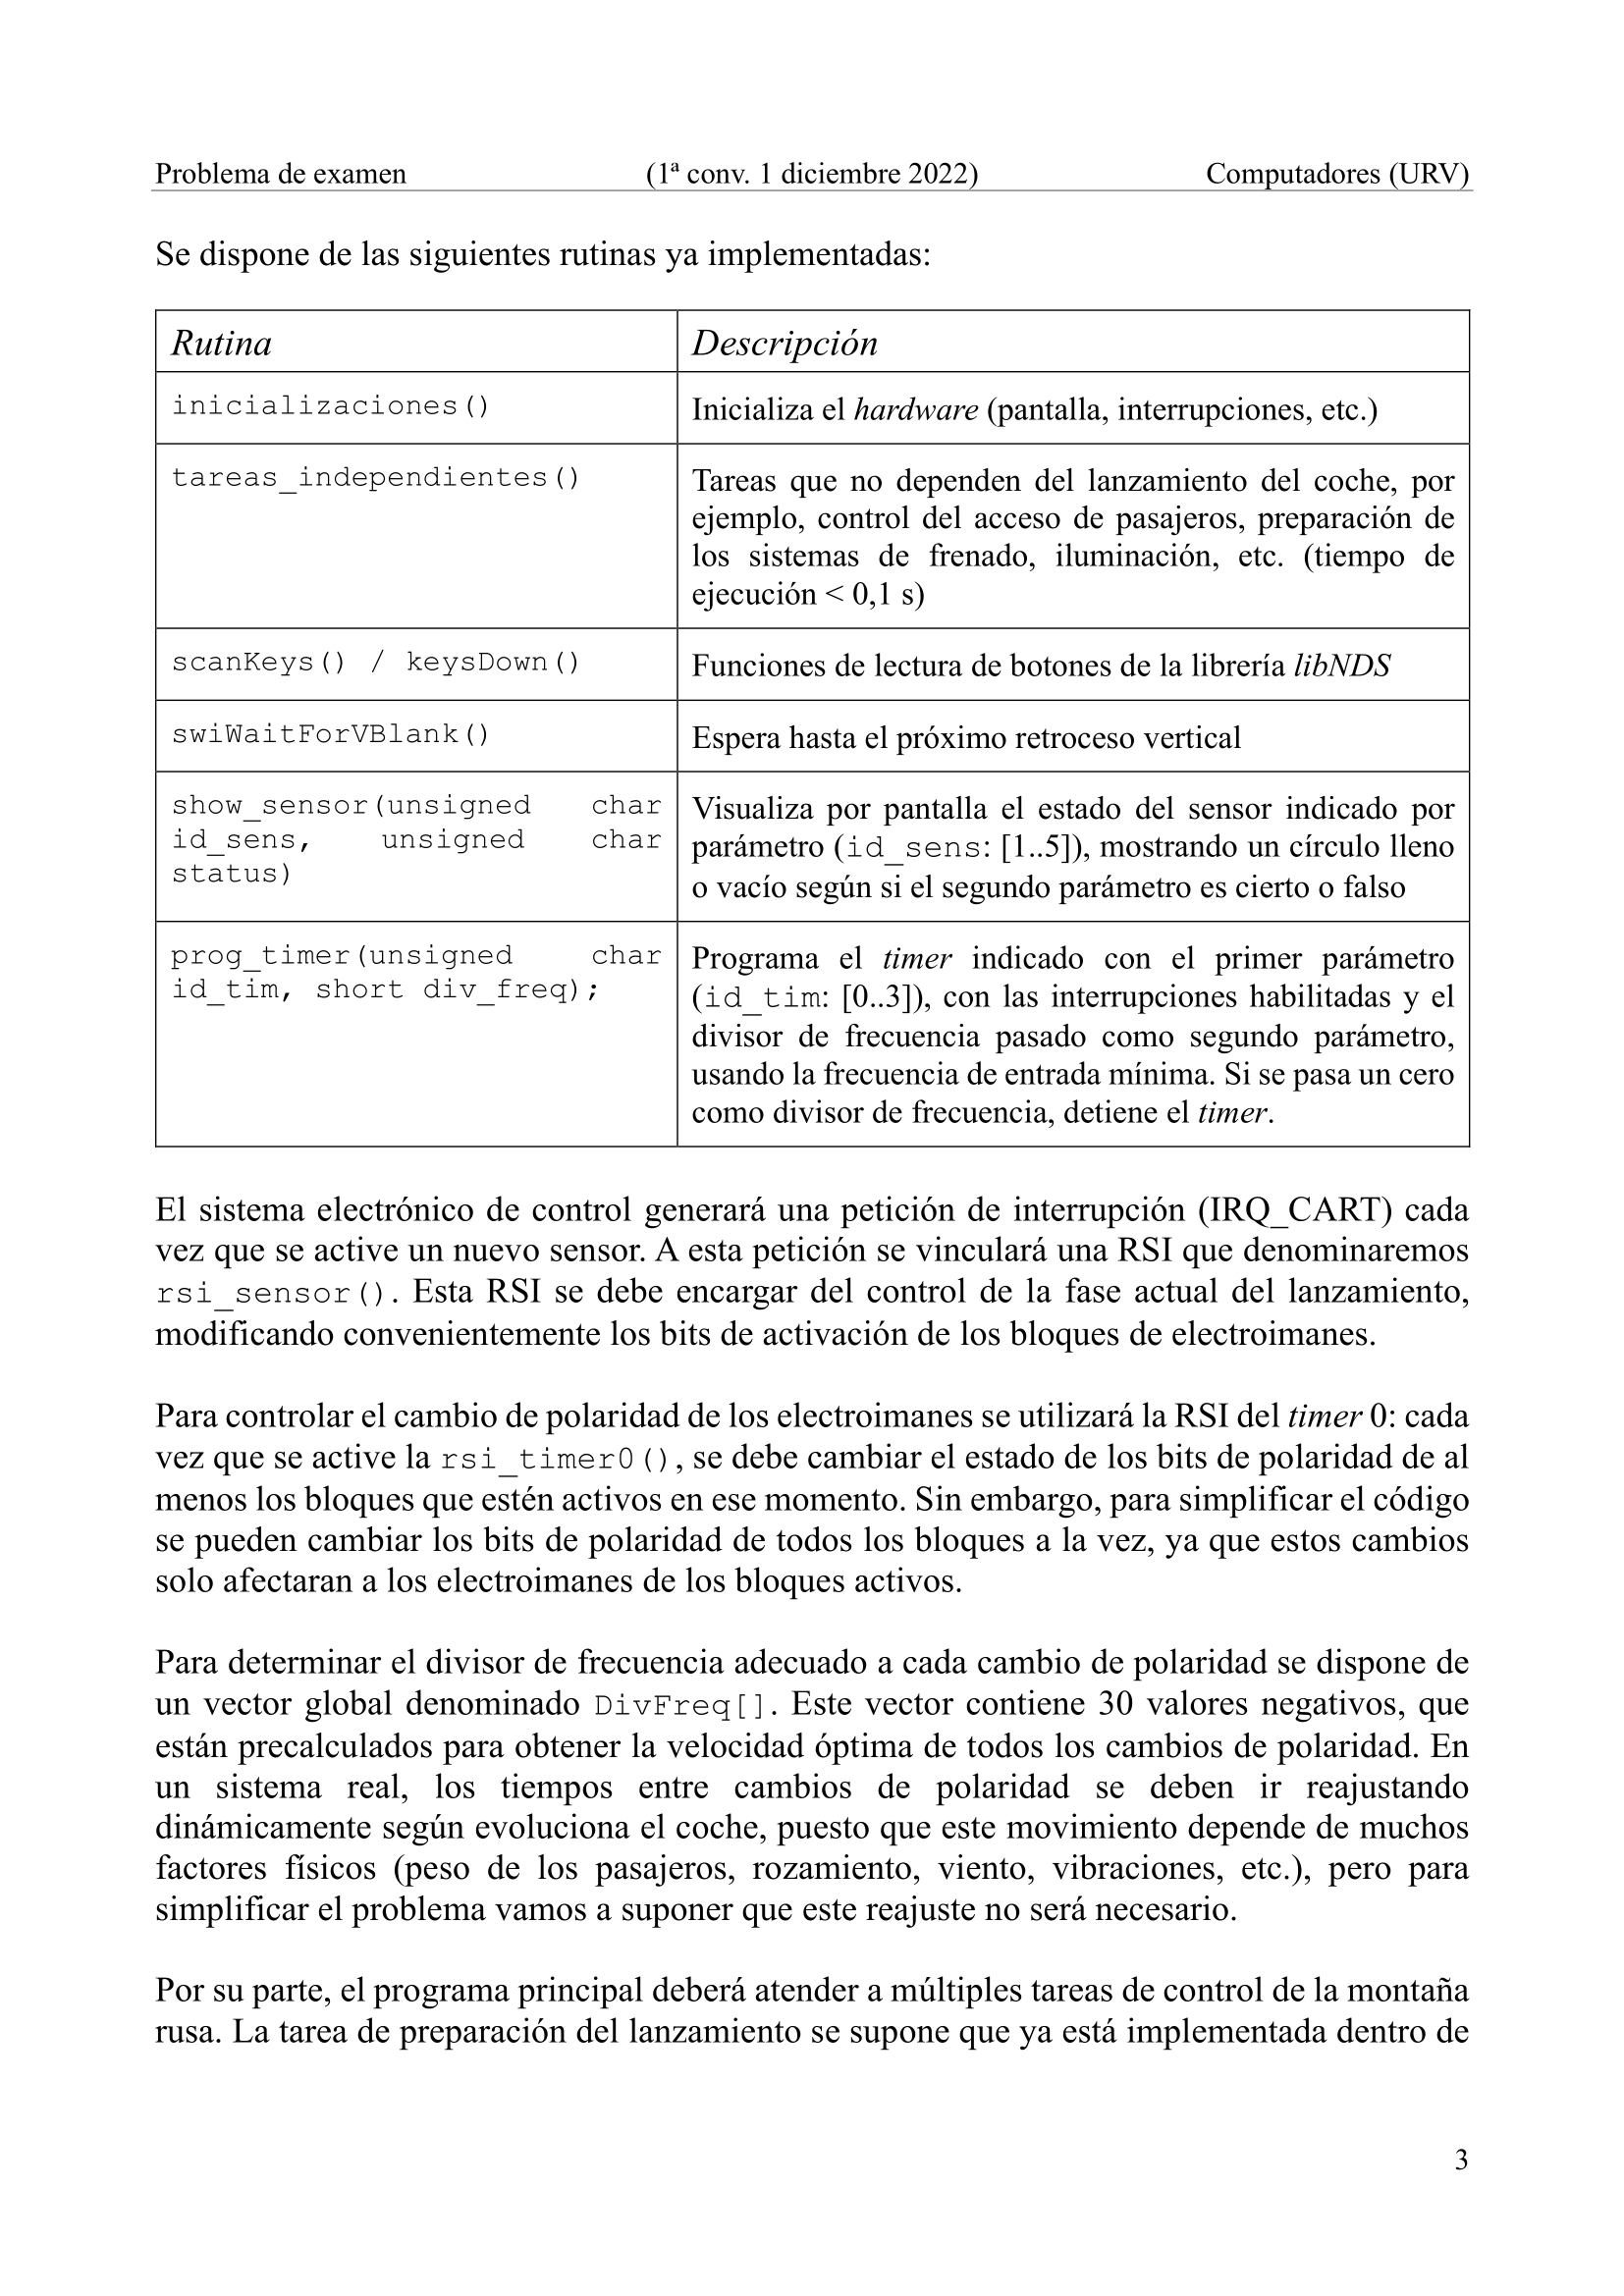 Problema de examen (1ª conv. 1 diciembre 2022) Computadores (URV)
Se dispone de las siguientes rutinas ya implementadas:
Rutina Descripción
inicializaciones() Inicializa el hardware (pantalla, interrupciones, etc.)
tareas_independientes() Tareas que no dependen del lanzamiento del coche, por
ejemplo, control del acceso de pasajeros, preparación de
los sistemas de frenado, iluminación, etc. (tiempo de
ejecución < 0,1 s)
scanKeys() / keysDown() Funciones de lectura de botones de la librería libNDS
swiWaitForVBlank() Espera hasta el próximo retroceso vertical
show_sensor(unsigned char
id_sens, unsigned char
status)
Visualiza por pantalla el estado del sensor indicado por
parámetro (id_sens: [1..5]), mostrando un círculo lleno
o vacío según si el segundo parámetro es cierto o falso
prog_timer(unsigned char
id_tim, short div_freq);
Programa el timer indicado con el primer parámetro
(id_tim: [0..3]), con las interrupciones habilitadas y el
divisor de frecuencia pasado como segundo parámetro,
usando la frecuencia de entrada mínima. Si se pasa un cero
como divisor de frecuencia, detiene el timer.
El sistema electrónico de control generará una petición de interrupción (IRQ_CART) cada
vez que se active un nuevo sensor. A esta petición se vinculará una RSI que denominaremos
rsi_sensor(). Esta RSI se debe encargar del control de la fase actual del lanzamiento,
modificando convenientemente los bits de activación de los bloques de electroimanes.
Para controlar el cambio de polaridad de los electroimanes se utilizará la RSI del timer 0: cada
vez que se active la rsi_timer0(), se debe cambiar el estado de los bits de polaridad de al
menos los bloques que estén activos en ese momento. Sin embargo, para simplificar el código
se pueden cambiar los bits de polaridad de todos los bloques a la vez, ya que estos cambios
solo afectaran a los electroimanes de los bloques activos.
Para determinar el divisor de frecuencia adecuado a cada cambio de polaridad se dispone de
un vector global denominado DivFreq[]. Este vector contiene 30 valores negativos, que
están precalculados para obtener la velocidad óptima de todos los cambios de polaridad. En
un sistema real, los tiempos entre cambios de polaridad se deben ir reajustando
dinámicamente según evoluciona el coche, puesto que este movimiento depende de muchos
factores físicos (peso de los pasajeros, rozamiento, viento, vibraciones, etc.), pero para
simplificar el problema vamos a suponer que este reajuste no será necesario.
Por su parte, el programa principal deberá atender a múltiples tareas de control de la montaña
rusa. La tarea de preparación del lanzamiento se supone que ya está implementada dentro de
3